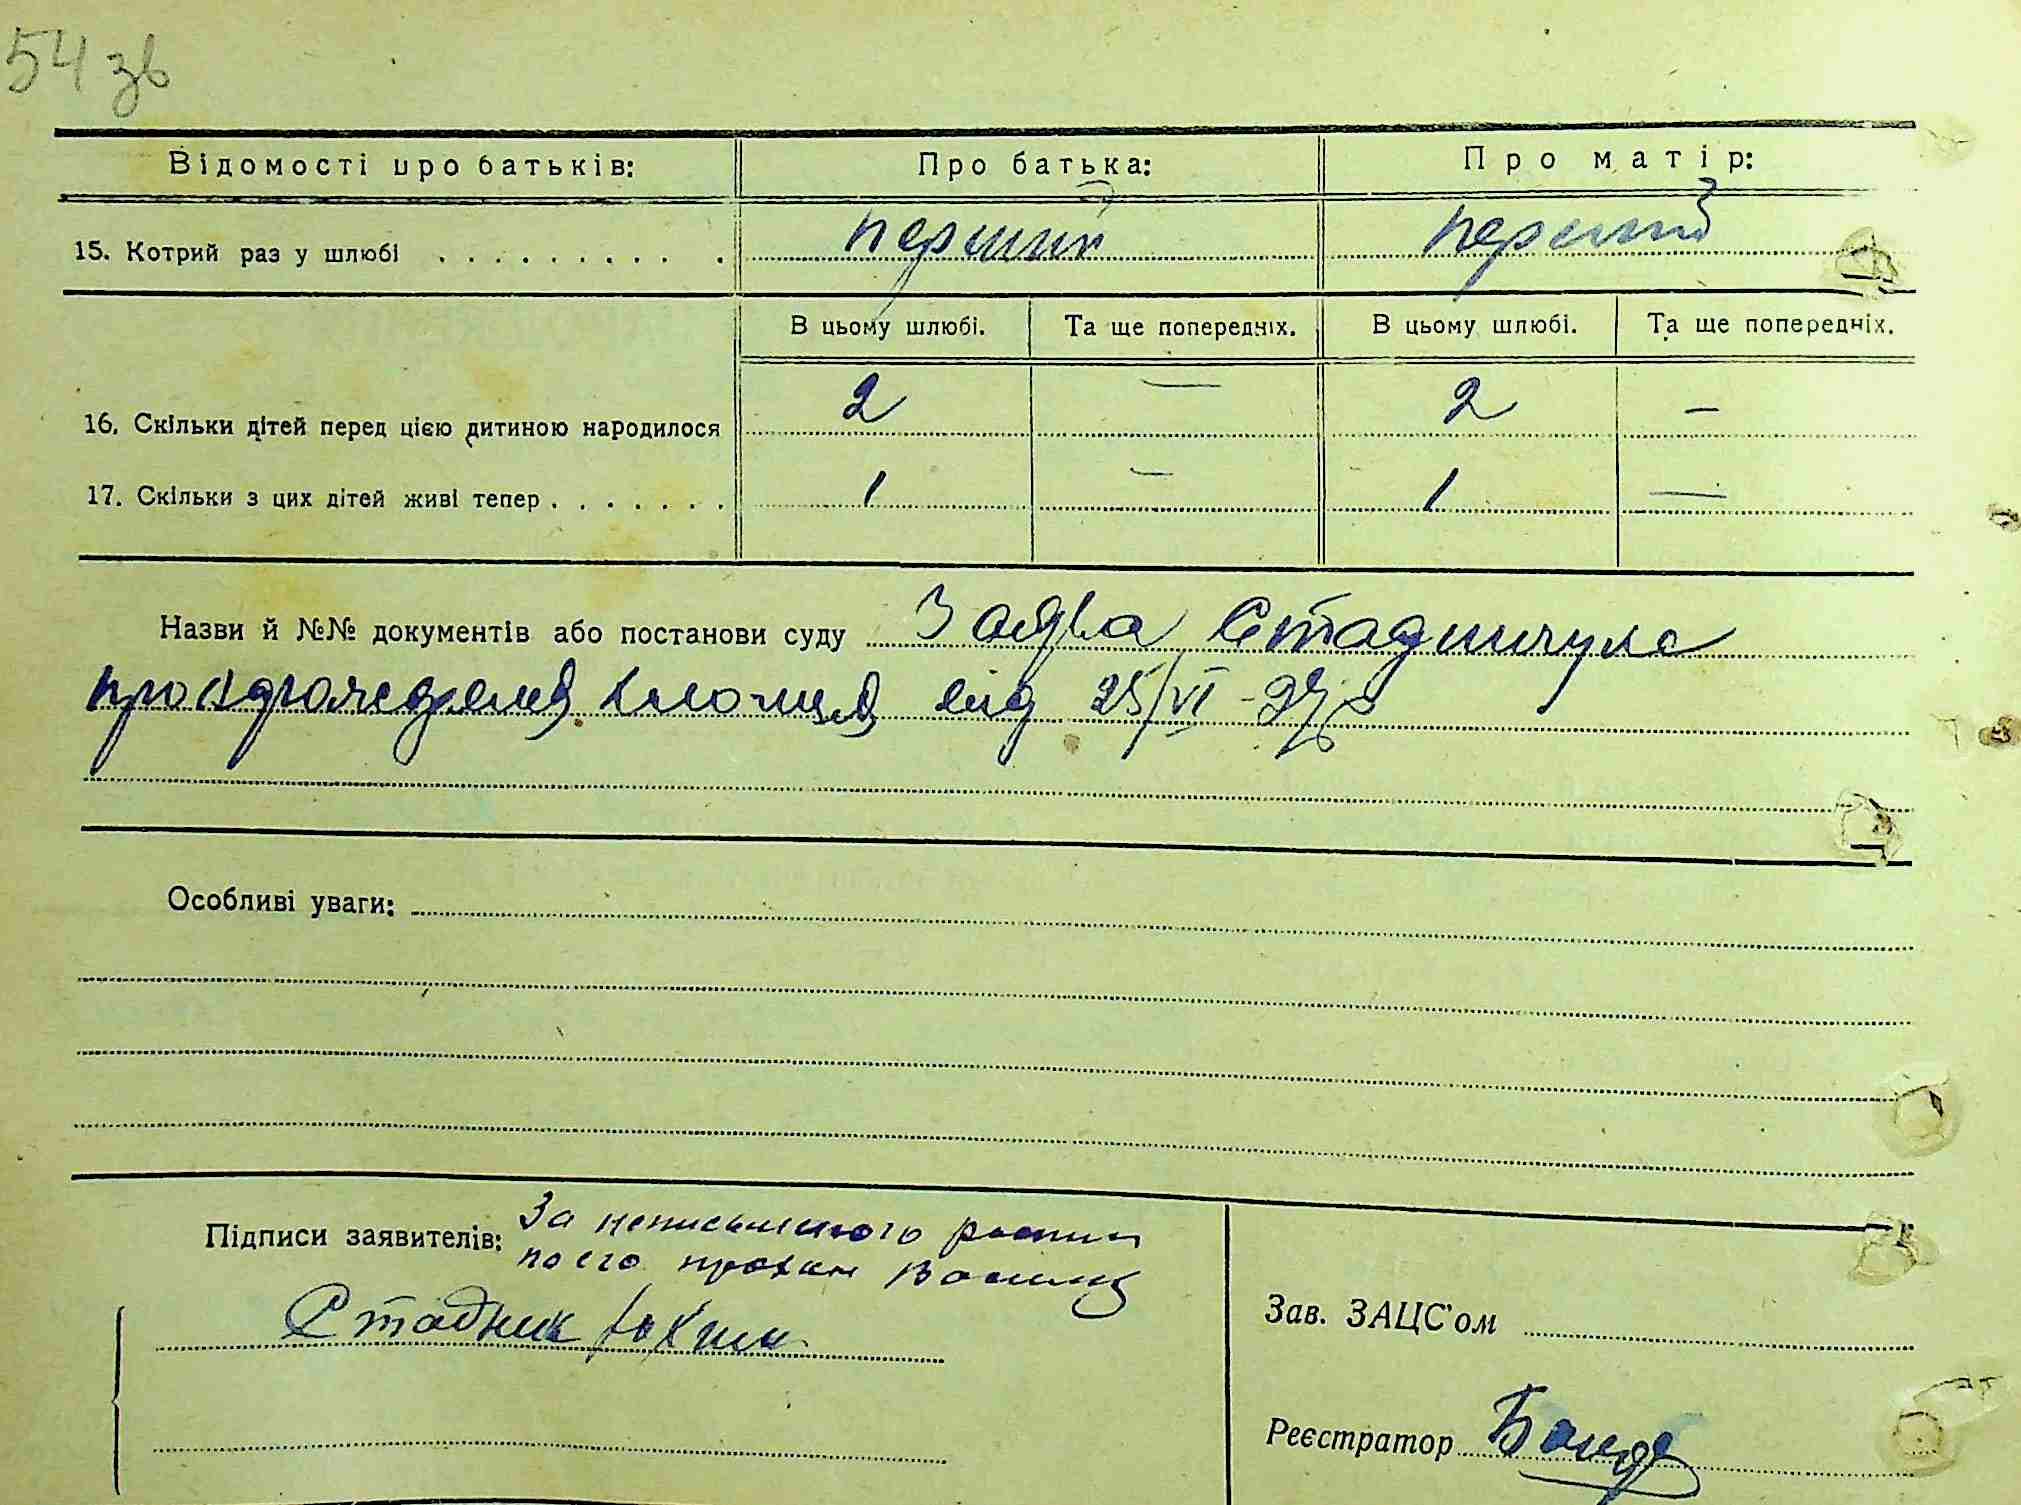 54 зв
Відомості про батьків: Про батька: Про матір:
15. Котрий раз у шлюбі . . . . . . . . . . перший перший
В цьому шлюбі. Та ще попередніх. В цьому шлюбі. Та ще попередніх.
16. Скільки дітей перед цією дитиною народилося 2 — 2 —
17. Скільки з цих дітей живі тепер . . . . . . . 1 — 1 —
Назви й №№ документів або постанови суду Заява
про від 25/VI -
Особливі уваги:
Підписи заявителів: За неписьменного
по его
Стадник
Зав. ЗАЦС'ом
Реєстратор